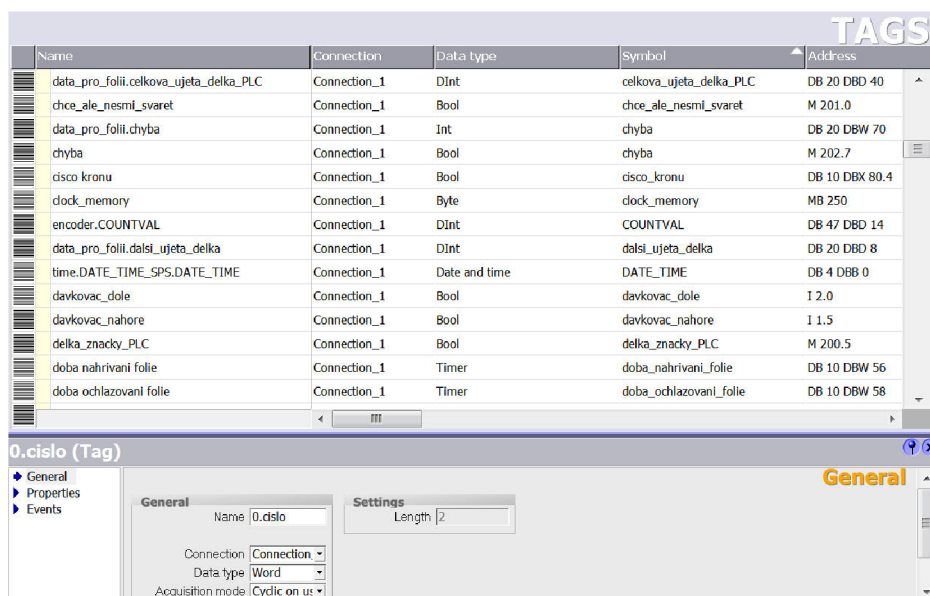 TAGS
Name Connection Data type Symbol Address
data_pro_folii.celkova_ujeta_delka_PLC Connection_1 DInt celkova_ujeta_delka_PLC DB 20 DBD 40
chce_ale_nesmi_svaret Connection_1 Bool chce_ale_nesmi_svaret M 201.0
data_pro_folii.chyba Connection_1 Int chyba DB 20 DBW 70
chyba Connection_1 Bool chyba M 202.7
cisco kronu Connection_1 Bool cisco_kronu DB 10 DBX 80.4
clock_memory Connection_1 Byte clock_memory MB 250
encoder.COUNTVAL Connection_1 DInt COUNTVAL DB 47 DBD 14
data_pro_folii.dalsi_ujeta_delka Connection_1 DInt dalsi_ujeta_delka DB 20 DBD 8
time.DATE_TIME_SPS.DATE_TIME Connection_1 Date and time DATE_TIME DB 4 DBB 0
davkovac_dole Connection_1 Bool davkovac_dole I 2.0
davkovac_nahore Connection_1 Bool davkovac_nahore I 1.5
delka_znacky_PLC Connection_1 Bool delka_znacky_PLC M 200.5
doba nahrivani folie Connection_1 Timer doba_nahrivani_folie DB 10 DBW 56
doba ochlazovani folie Connection_1 Timer doba_ochlazovani_folie DB 10 DBW 58
0.cislo (Tag)
General
Properties
Events
General
General
Name 0.cislo
Connection Connection_
Data type Word
Acquisition mode Cyclic on us
Settings
Length 2